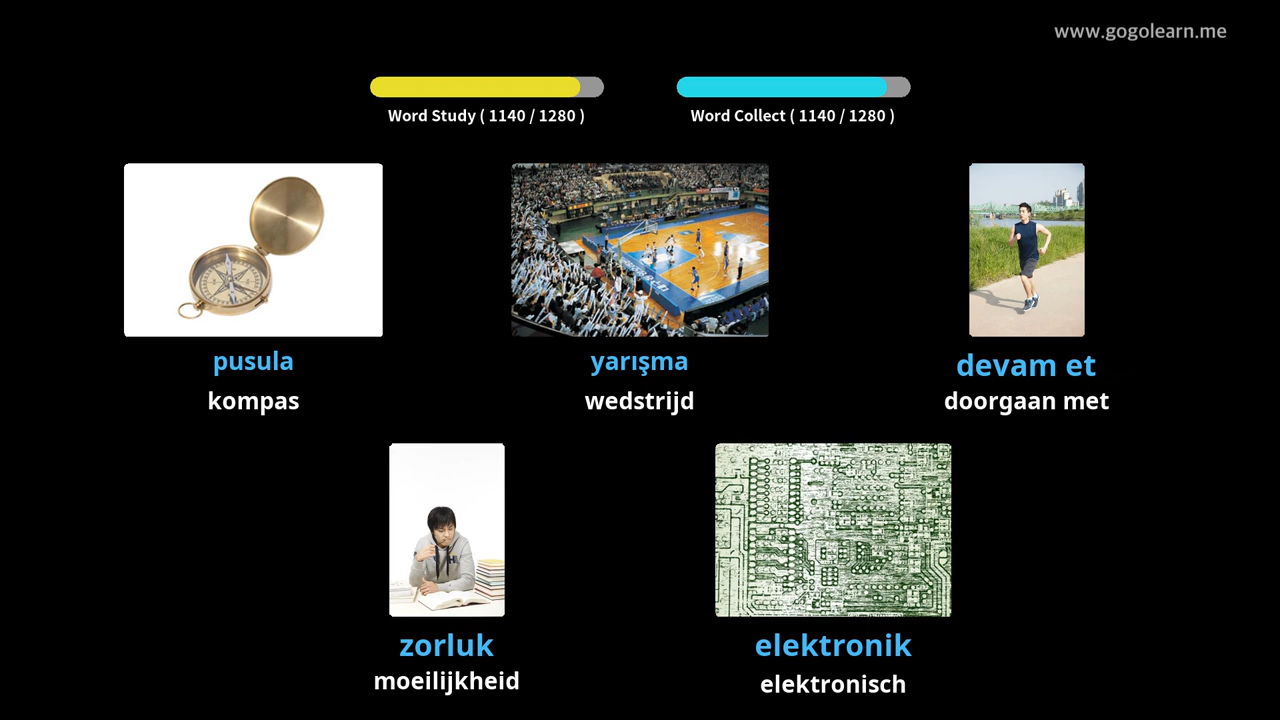 www.gogolearn.me
Word Study ( 1140 / 1280 )
Word Collect ( 1140 / 1280 )
pusula
yarışma
devam et
kompas
wedstrijd
doorgaan met
zorluk
elektronik
moeilijkheid
elektronisch